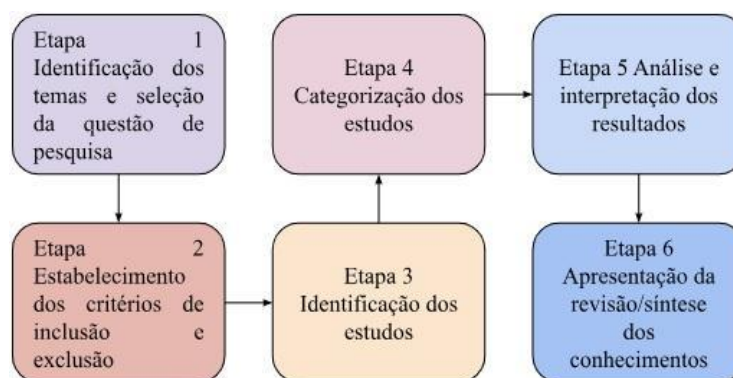 Etapa 1
Identificação dos
temas e seleção
da questão de
pesquisa
Etapa 2
Estabelecimento
dos critérios de
inclusão e
exclusão
Etapa 3
Identificação dos
estudos
Etapa 4
Categorização dos
estudos
Etapa 5 Análise e
interpretação dos
resultados
Etapa 6
Apresentação da
revisão/síntese
dos
conhecimentos